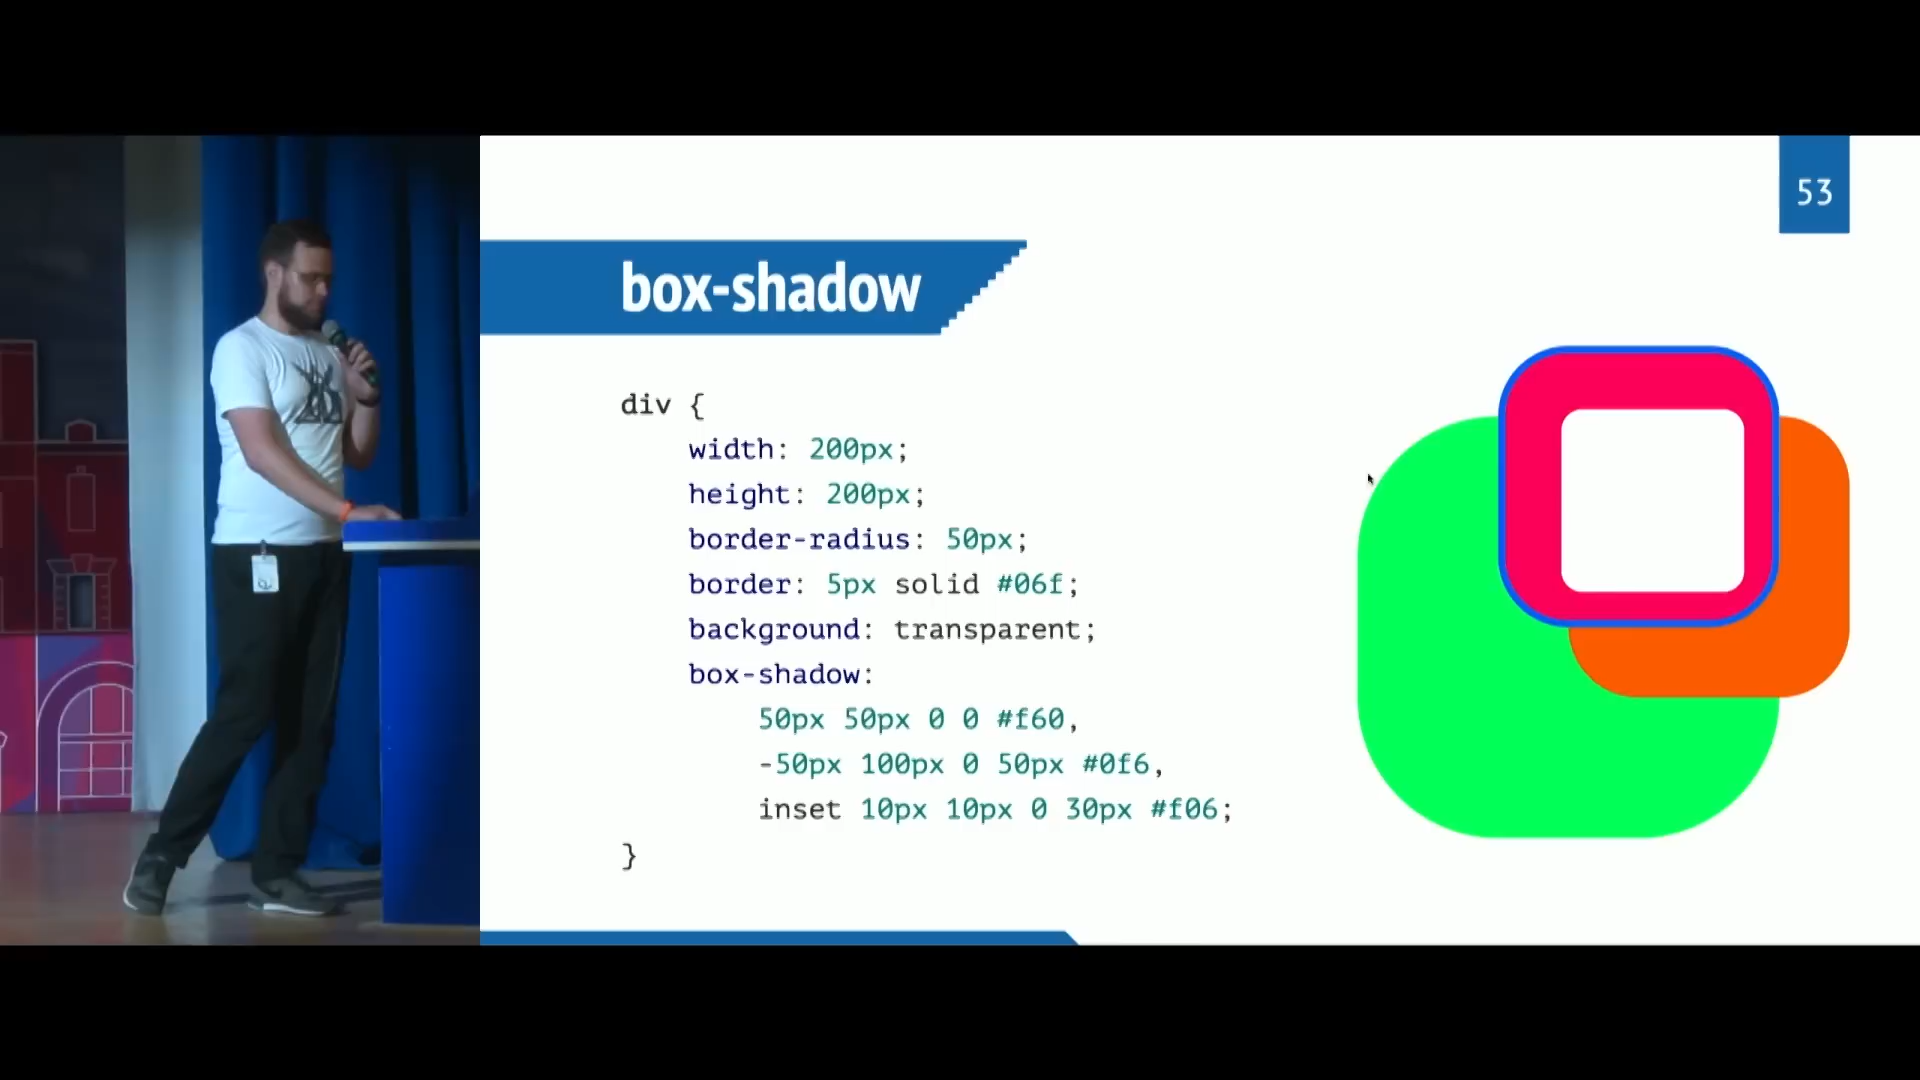 53
box-shadow
div {
width: 200px;
height: 200px;
border-radius: 50px;
border: 5px solid #06f;
background: transparent;
box-shadow:
50px 50px 0 0 #f60,
-50px 100px 0 50px #0f6,
inset 10px 10px 0 30px #f06;
}